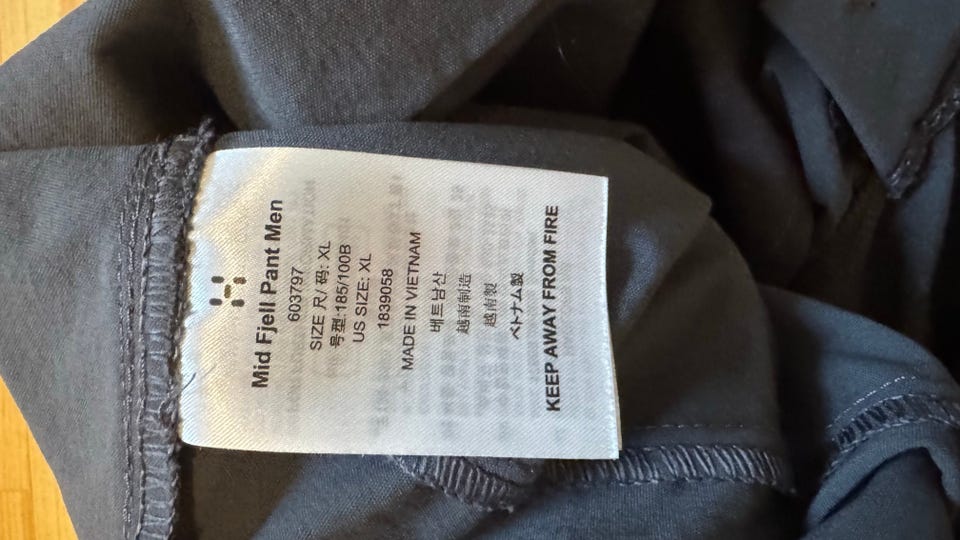 Mid Fjell Pant Men
603797
SIZE 尺/ 码: XL
号型:185/100B
US SIZE: XL
1839058
MADE IN VIETNAM
베트남산
越南制造
越南製
ベトナム製
KEEP AWAY FROM FIRE